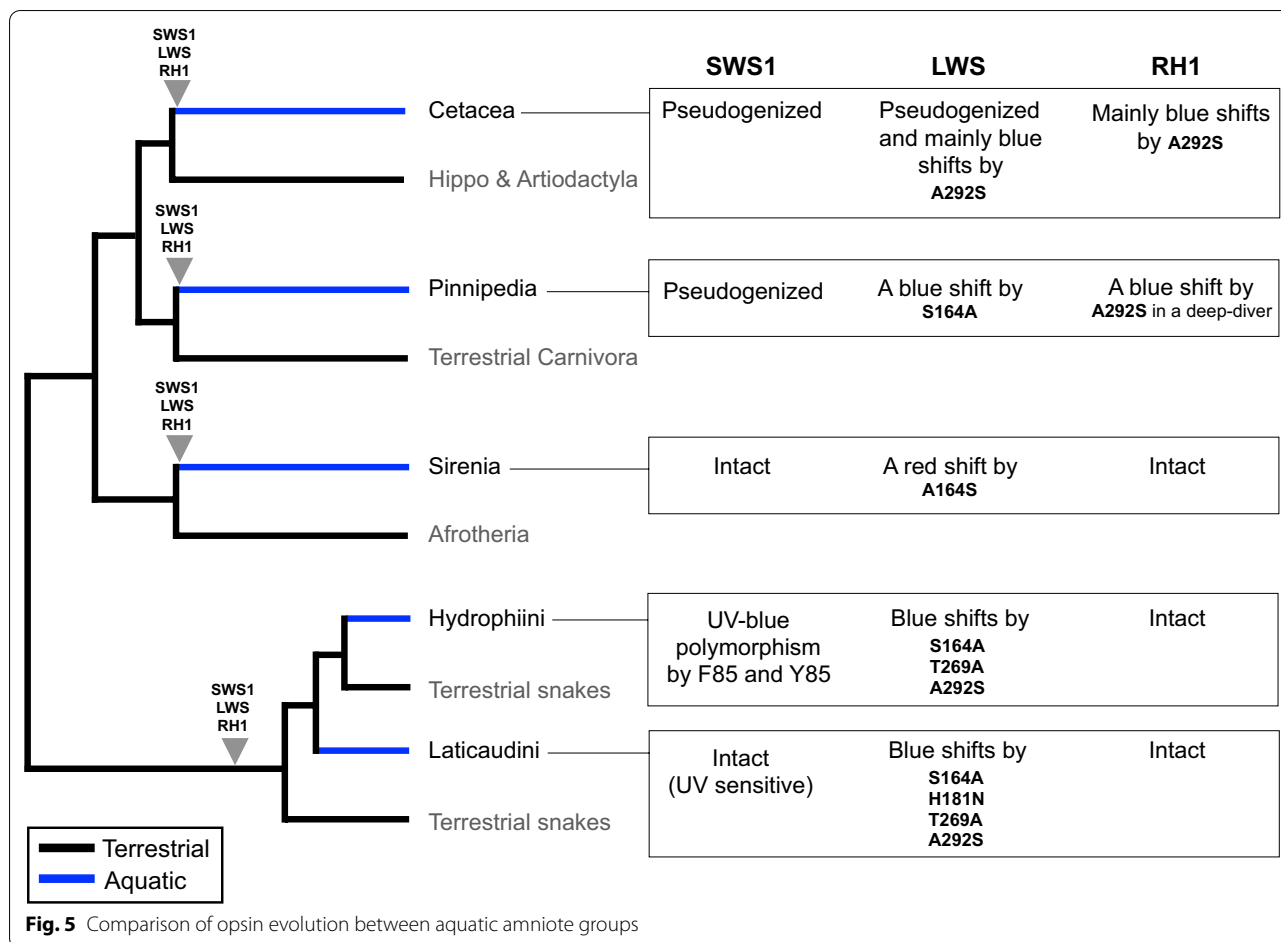 SWS1
LWS
RH1
SWS1 LWS RH1
Cetacea
Pseudogenized
Pseudogenized
and mainly blue
shifts by
A292S
Mainly blue shifts
by A292S
Hippo & Artiodactyla
SWS1
LWS
RH1
Pinnipedia
Pseudogenized
A blue shift by
S164A
A blue shift by
A292S in a deep-diver
Terrestrial Carnivora
SWS1
LWS
RH1
Sirenia
Intact
A red shift by
A164S
Intact
Afrotheria
Hydrophiini
UV-blue
polymorphism
by F85 and Y85
Blue shifts by
S164A
T269A
A292S
Intact
Terrestrial snakes
SWS1
LWS
RH1
Laticaudini
Intact
(UV sensitive)
Blue shifts by
S164A
H181N
T269A
A292S
Intact
Terrestrial snakes
Terrestrial
Aquatic
Fig. 5 Comparison of opsin evolution between aquatic amniote groups